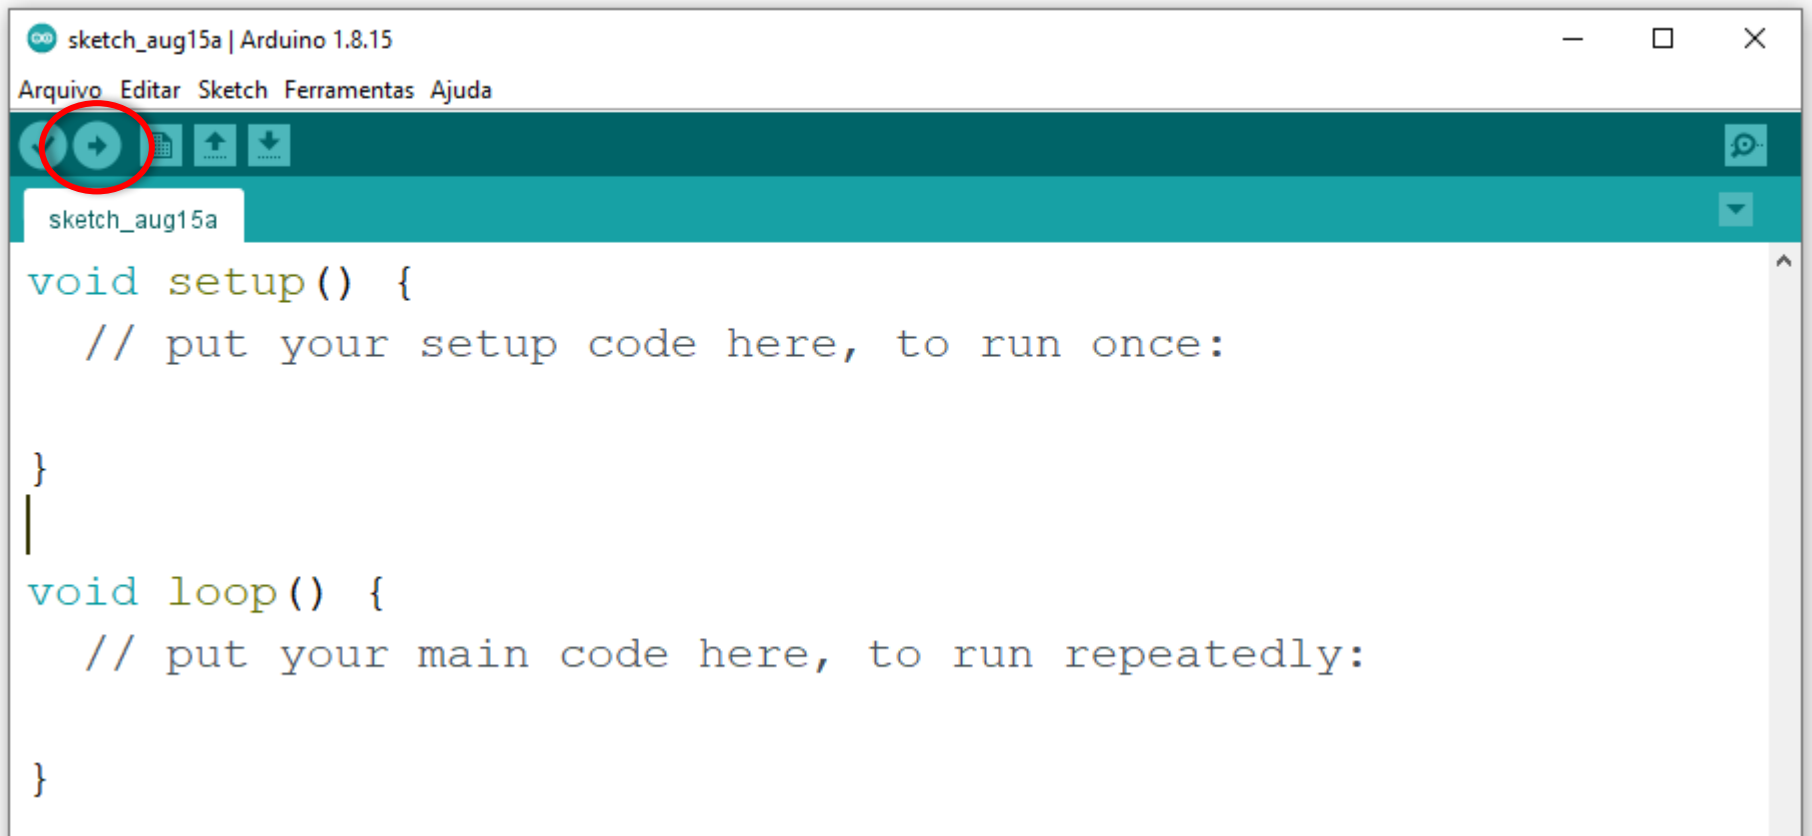 sketch_aug15a | Arduino 1.8.15
Arquivo Editar Sketch Ferramentas Ajuda
sketch_aug15a
void setup() {
  // put your setup code here, to run once:
}
void loop() {
  // put your main code here, to run repeatedly:
}